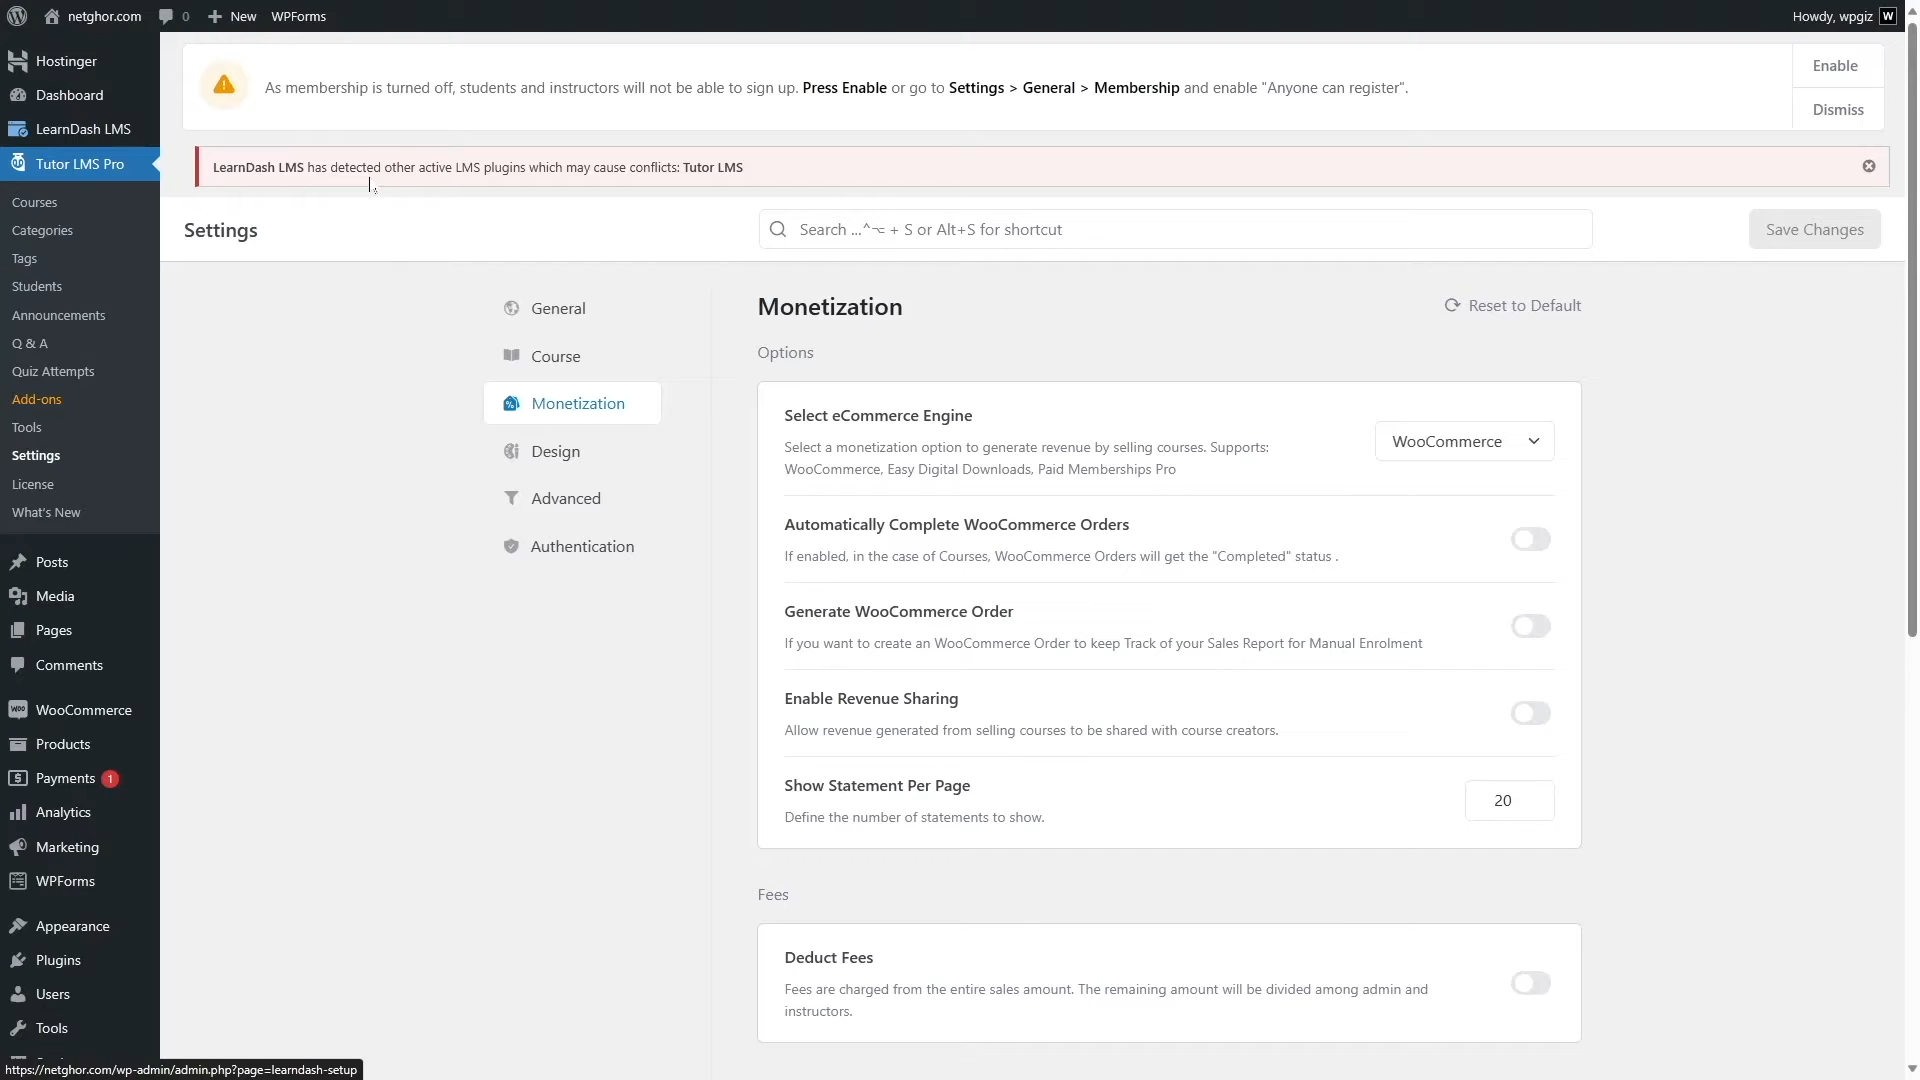 netghor.com
0
New
WPForms
Howdy, wpgiz
W
Hostinger
Dashboard
LearnDash LMS
Tutor LMS Pro
Courses
Categories
Tags
Students
Announcements
Q & A
Quiz Attempts
Add-ons
Tools
Settings
License
What's New
Posts
Media
Pages
Comments
WooCommerce
Products
Payments 1
Analytics
Marketing
WPForms
Appearance
Plugins
Users
Tools
https://netghor.com/wp-admin/admin.php?page=learndash-setup
As membership is turned off, students and instructors will not be able to sign up. Press Enable or go to Settings > General > Membership and enable "Anyone can register".
Enable
Dismiss
LearnDash LMS has detected other active LMS plugins which may cause conflicts: Tutor LMS
Settings
Search ...^⌥ + S or Alt+S for shortcut
Save Changes
General
Course
Monetization
Design
Advanced
Authentication
Monetization
Reset to Default
Options
Select eCommerce Engine
Select a monetization option to generate revenue by selling courses. Supports:
WooCommerce, Easy Digital Downloads, Paid Memberships Pro
WooCommerce
Automatically Complete WooCommerce Orders
If enabled, in the case of Courses, WooCommerce Orders will get the "Completed" status .
Generate WooCommerce Order
If you want to create an WooCommerce Order to keep Track of your Sales Report for Manual Enrolment
Enable Revenue Sharing
Allow revenue generated from selling courses to be shared with course creators.
Show Statement Per Page
Define the number of statements to show.
20
Fees
Deduct Fees
Fees are charged from the entire sales amount. The remaining amount will be divided among admin and
instructors.